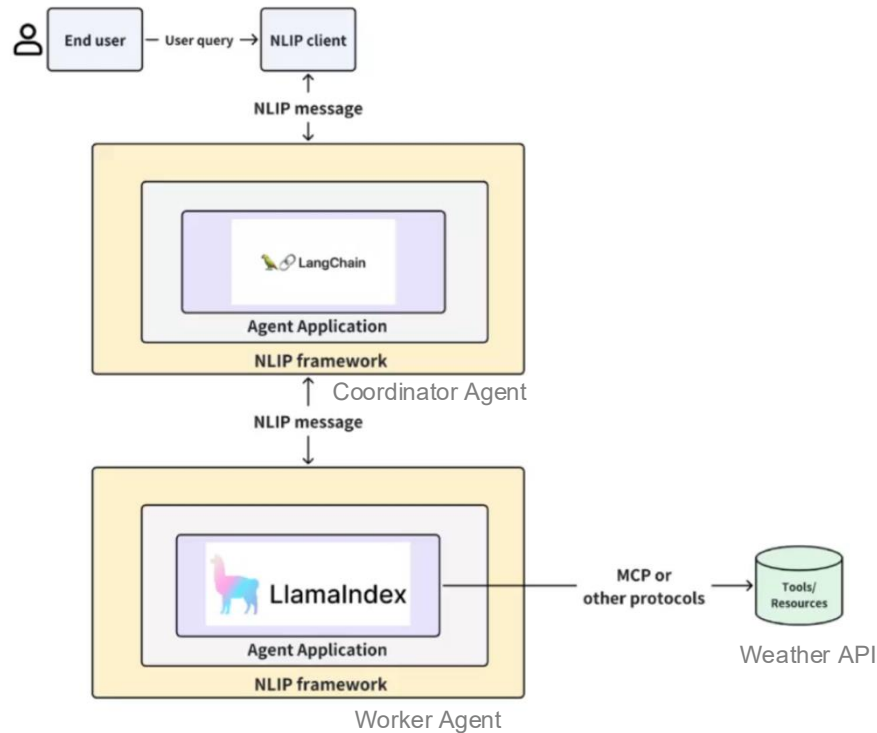 End user
User query
NLIP client
NLIP message
LangChain
Agent Application
NLIP framework
Coordinator Agent
NLIP message
LlamaIndex
Agent Application
NLIP framework
Worker Agent
MCP or
other protocols
Tools/
Resources
Weather API